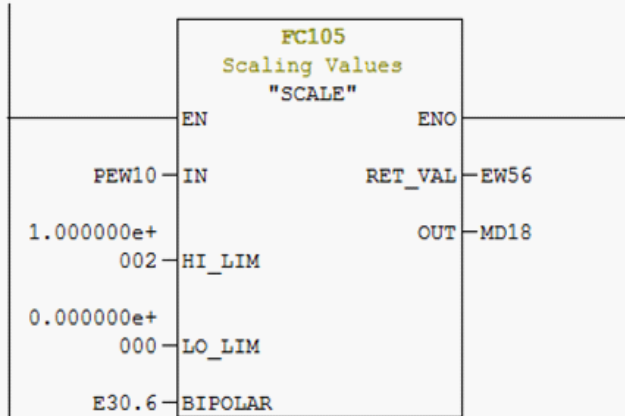 FC105
Scaling Values
"SCALE"
EN ENO
PEW10 IN RET_VAL EW56
1.000000e+ OUT MD18
002 HI_LIM
0.000000e+
000 LO_LIM
E30.6 BIPOLAR